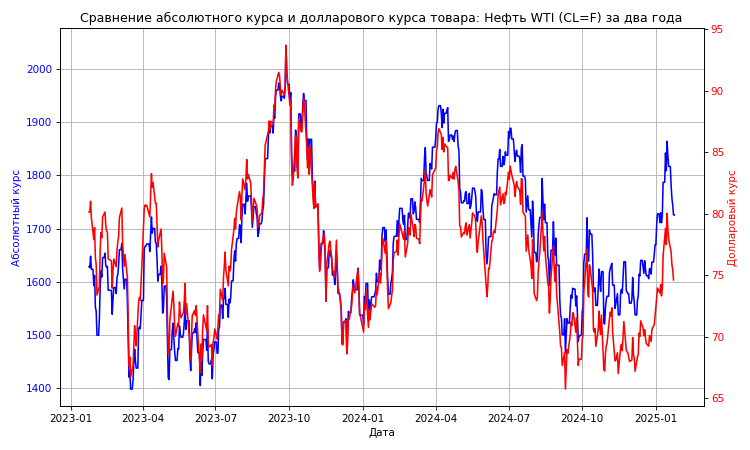 Сравнение абсолютного курса и долларового курса товара: Нефть WTI (CL=F) за два года
2000
1900
1800
1700
1600
1500
1400
Абсолютный курс
95
90
85
80
75
70
65
Долларовый курс
2023-01 2023-04 2023-07 2023-10 2024-01 2024-04 2024-07 2024-10 2025-01
Дата